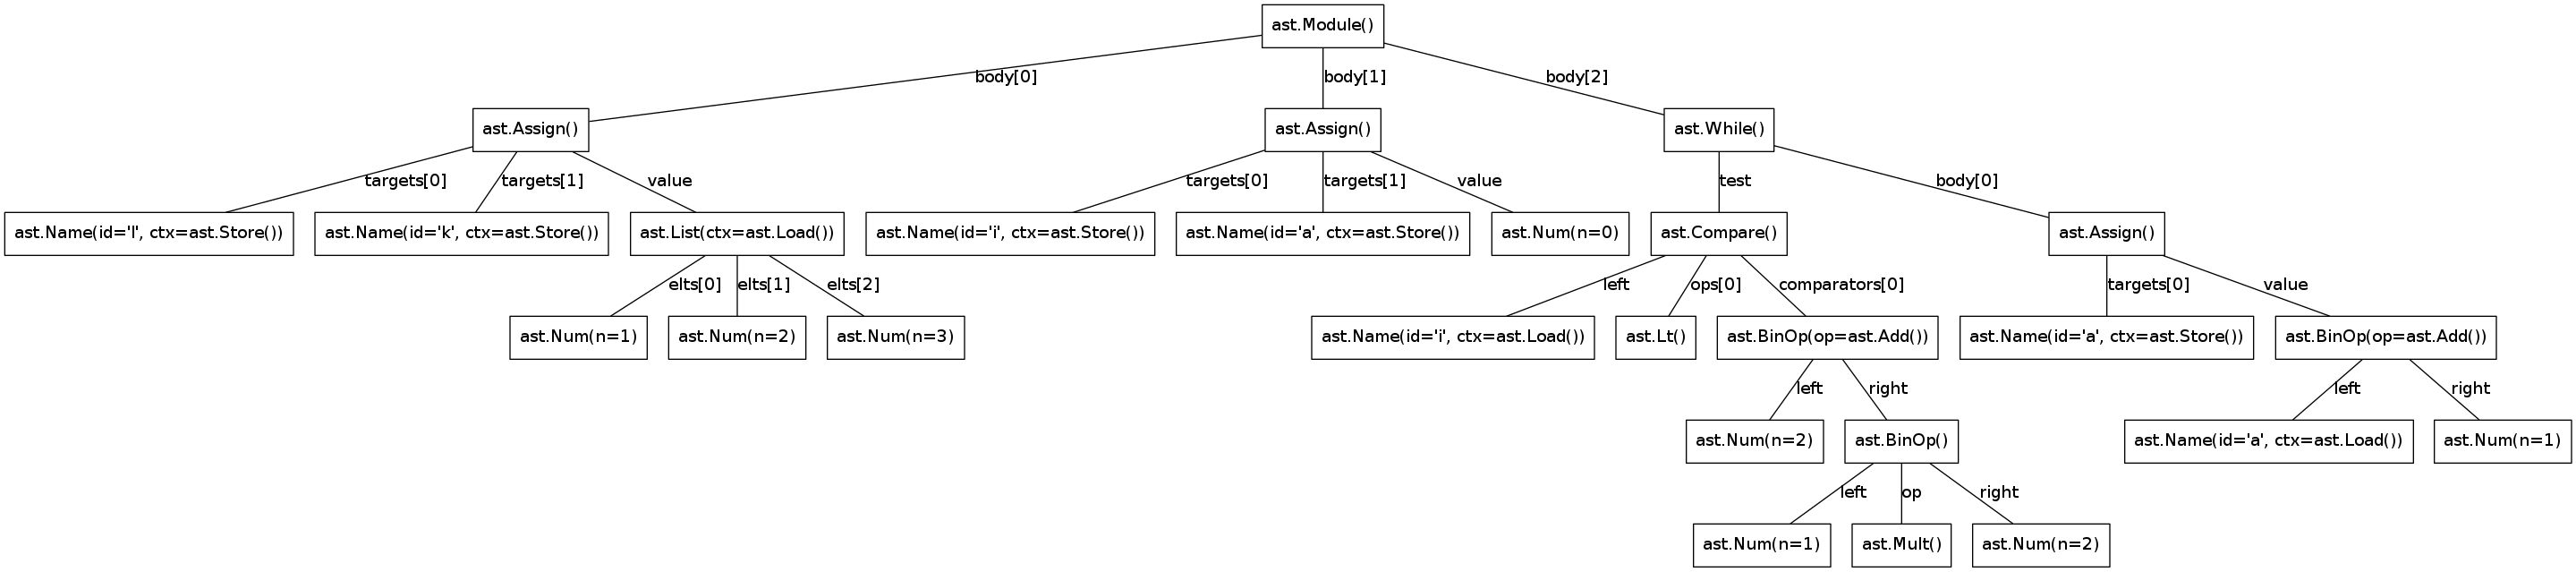 ast.Module()
body[0]
body[1]
body[2]
ast.Assign()
ast.Assign()
ast.While()
targets[0]
targets[1]
value
targets[0]
targets[1]
value
test
body[0]
ast.Name(id='l', ctx=ast.Store())
ast.Name(id='k', ctx=ast.Store())
ast.List(ctx=ast.Load())
ast.Name(id='i', ctx=ast.Store())
ast.Name(id='a', ctx=ast.Store())
ast.Num(n=0)
ast.Compare()
ast.Assign()
elts[0]
elts[1]
elts[2]
left
ops[0]
comparators[0]
targets[0]
value
ast.Num(n=1)
ast.Num(n=2)
ast.Num(n=3)
ast.Name(id='i', ctx=ast.Load())
ast.Lt()
ast.BinOp(op=ast.Add())
ast.Name(id='a', ctx=ast.Store())
ast.BinOp(op=ast.Add())
left
right
left
right
ast.Num(n=2)
ast.BinOp()
ast.Name(id='a', ctx=ast.Load())
ast.Num(n=1)
left
op
right
ast.Num(n=1)
ast.Mult()
ast.Num(n=2)